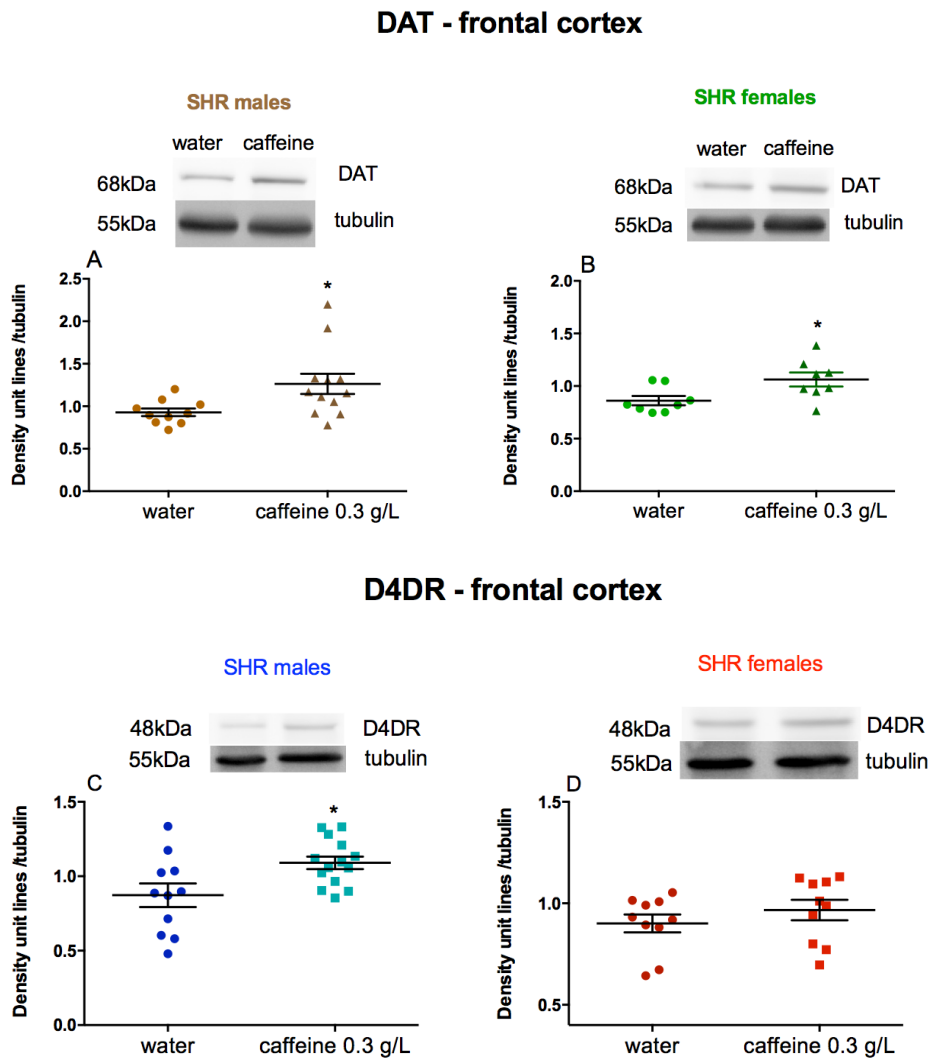 DAT - frontal cortex
SHR males
SHR females
water caffeine
water caffeine
68kDa DAT
68kDa DAT
55kDa tubulin
55kDa tubulin
A
B
Density unit lines /tubulin
2.5
2.0
1.5
1.0
0.5
0.0
water caffeine 0.3 g/L
*
Density unit lines /tubulin
2.0
1.5
1.0
0.5
0.0
water caffeine 0.3 g/L
*
D4DR - frontal cortex
SHR males
SHR females
48kDa D4DR
48kDa D4DR
55kDa tubulin
55kDa tubulin
C
D
Density unit lines /tubulin
1.5
1.0
0.5
0.0
water caffeine 0.3 g/L
*
Density unit lines /tubulin
1.5
1.0
0.5
water caffeine 0.3 g/L